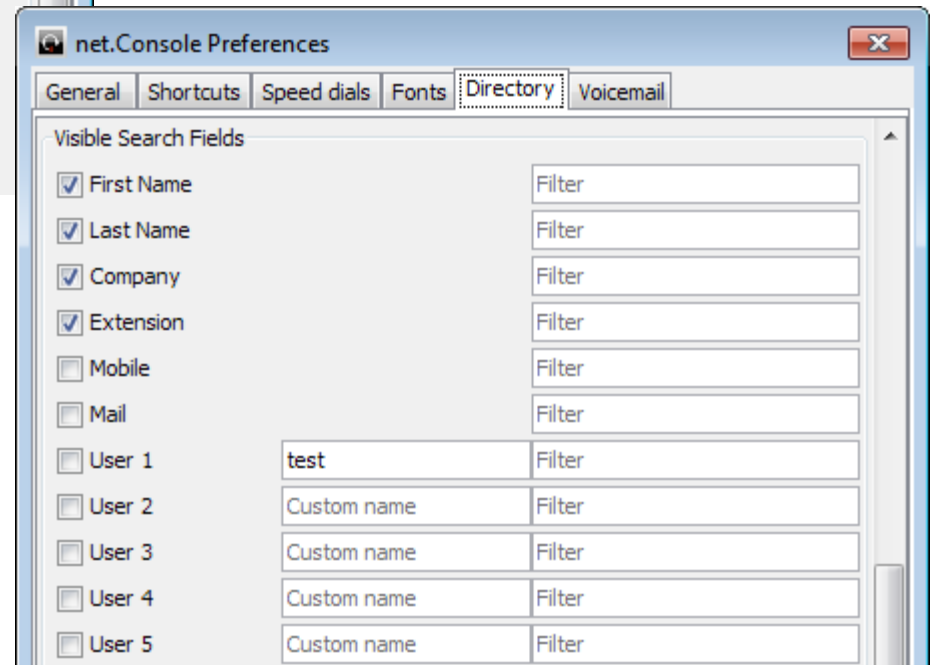 net.Console Preferences
General Shortcuts Speed dials Fonts Directory Voicemail
Visible Search Fields
First Name Filter
Last Name Filter
Company Filter
Extension Filter
Mobile Filter
Mail Filter
User 1 test Filter
User 2 Custom name Filter
User 3 Custom name Filter
User 4 Custom name Filter
User 5 Custom name Filter